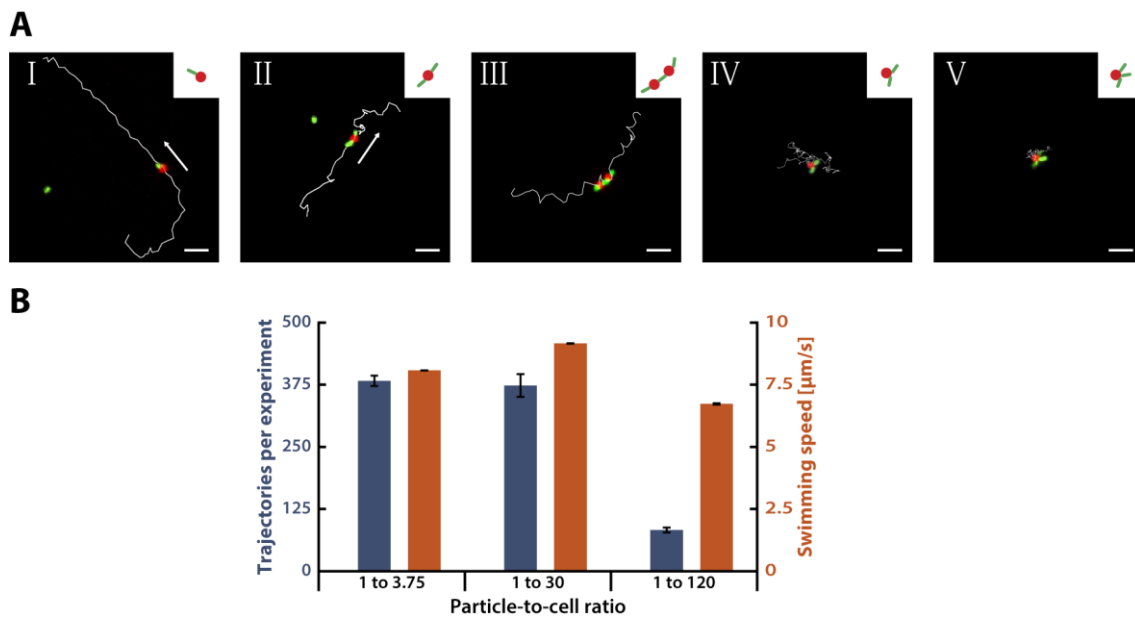 A
I
II
III
IV
V
B
Trajectories per experiment
500
375
250
125
0
10
7.5
5
2.5
0
Swimming speed [µm/s]
1 to 3.75
1 to 30
1 to 120
Particle-to-cell ratio